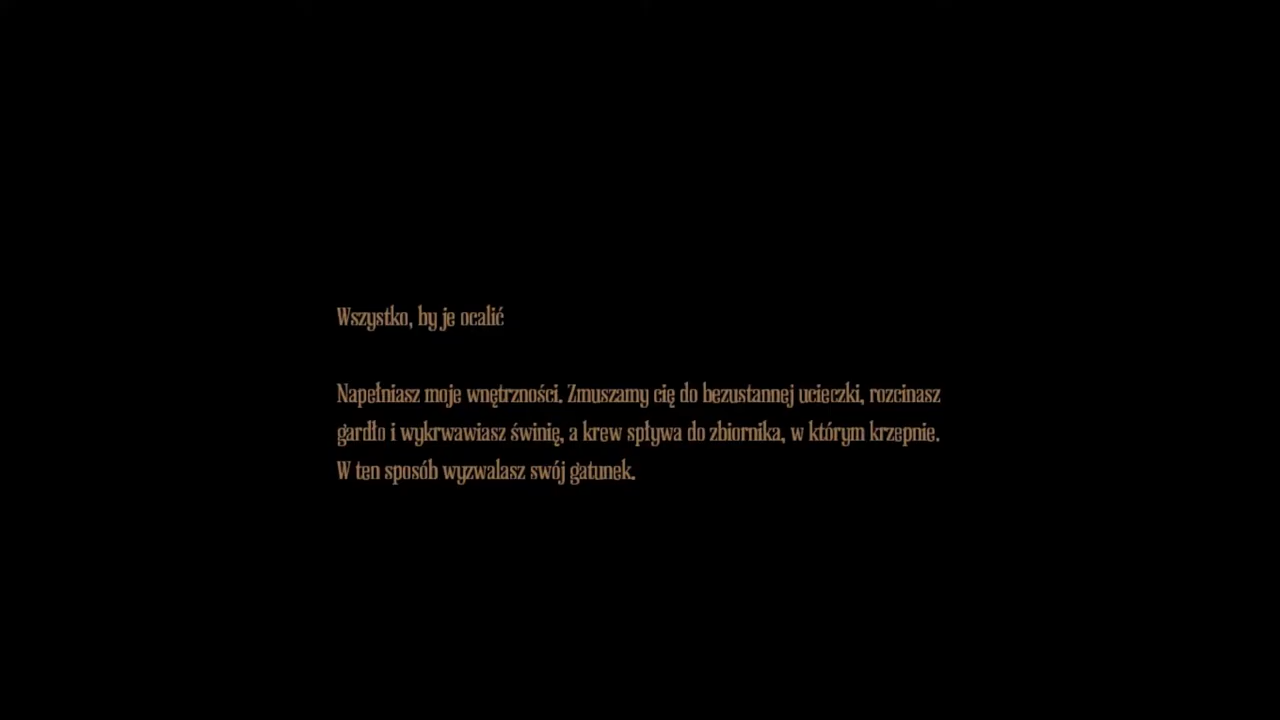 Wszystko, by je ocalić
Napełniasz moje wnętrzności. Zmuszamy cię do bezustannej ucieczki, rozcinasz
gardło i wykrwawiasz świnię, a krew spływa do zbiornika, w którym krzepnie.
W ten sposób wyzwalasz swój gatunek.